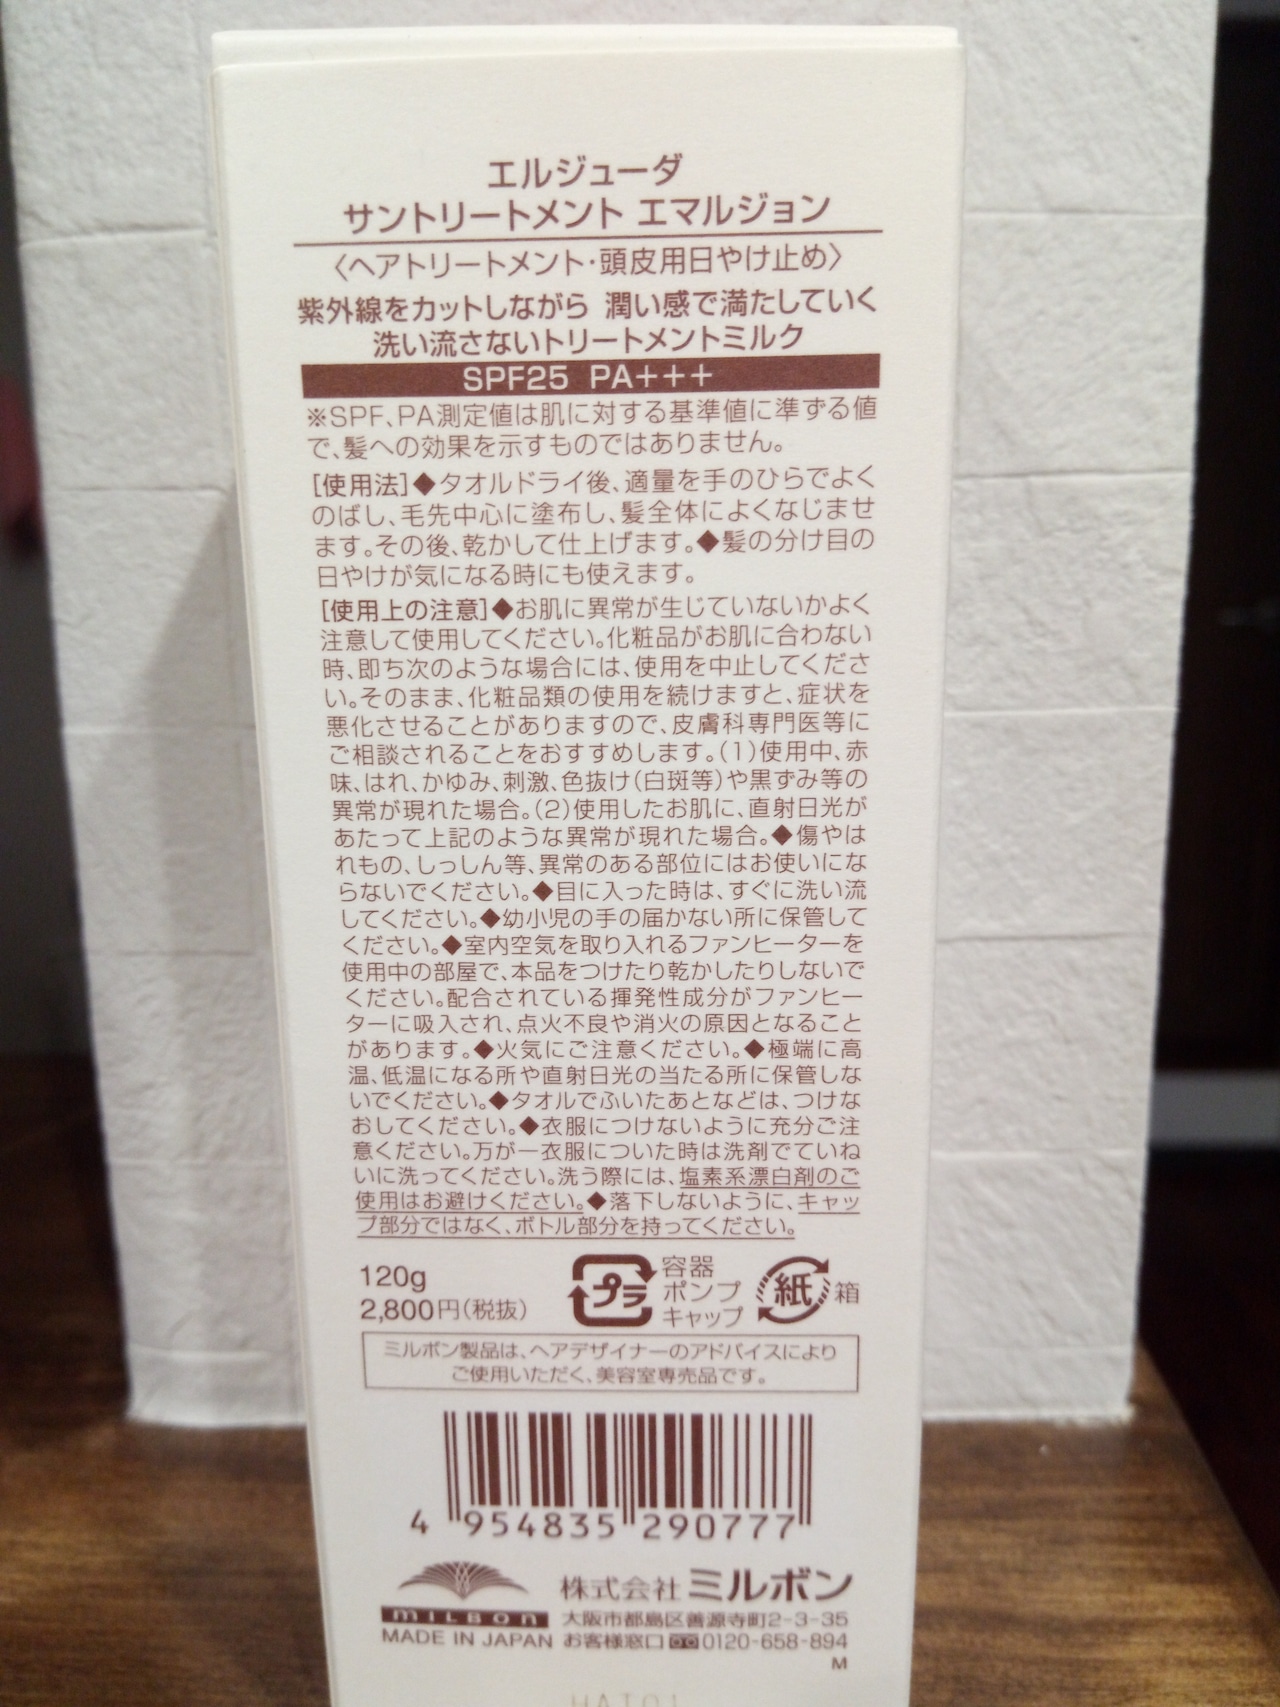 エルジューダ
サントリートメント エマルジョン
〈ヘアトリートメント・頭皮用日やけ止め〉
紫外線をカットしながら 潤い感で満たしていく
洗い流さないトリートメントミルク
SPF25 PA+++
※SPF、PA測定値は肌に対する基準値に準ずる値
で、髪への効果を示すものではありません。
[使用法]◆タオルドライ後、適量を手のひらでよく
のばし、毛先中心に塗布し、髪全体によくなじませ
ます。その後、乾かして仕上げます。◆髪の分け目の
日やけが気になる時にも使えます。
[使用上の注意]◆お肌に異常が生じていないかよく
注意して使用してください。化粧品がお肌に合わない
時、即ち次のような場合には、使用を中止してくださ
い。そのまま、化粧品類の使用を続けますと、症状を
悪化させることがありますので、皮膚科専門医等に
ご相談されることをおすすめします。(1)使用中、赤
味、はれ、かゆみ、刺激、色抜け(白斑等)や黒ずみ等の
異常が現れた場合。(2)使用したお肌に、直射日光が
あたって上記のような異常が現れた場合。◆傷やは
れもの、しっしん等、異常のある部位にはお使いにな
らないでください。◆目に入った時は、すぐに洗い流
してください。◆幼小児の手の届かない所に保管して
ください。◆室内空気を取り入れるファンヒーターを
使用中の部屋で、本品をつけたり乾かしたりしないで
ください。配合されている揮発性成分がファンヒー
ターに吸入され、点火不良や消火の原因となること
があります。◆火気にご注意ください。◆極端に高
温、低温になる所や直射日光の当たる所に保管しな
いでください。◆タオルでふいたあとなどは、つけな
おしてください。◆衣服につけないように充分ご注
意ください。万が一衣服についた時は洗剤でていね
いに洗ってください。洗う際には、塩素系漂白剤のご
使用はお避けください。◆落下しないように、キャッ
プ部分ではなく、ボトル部分を持ってください。
120g
2,800円(税抜)
プラ
容器
ポンプ
キャップ
紙
箱
ミルボン製品は、ヘアデザイナーのアドバイスにより
ご使用いただく、美容室専売品です。
4 954835 290777
株式会社 ミルボン
MILBON 大阪市都島区善源寺町2-3-35
MADE IN JAPAN お客様窓口 0120-658-894
M